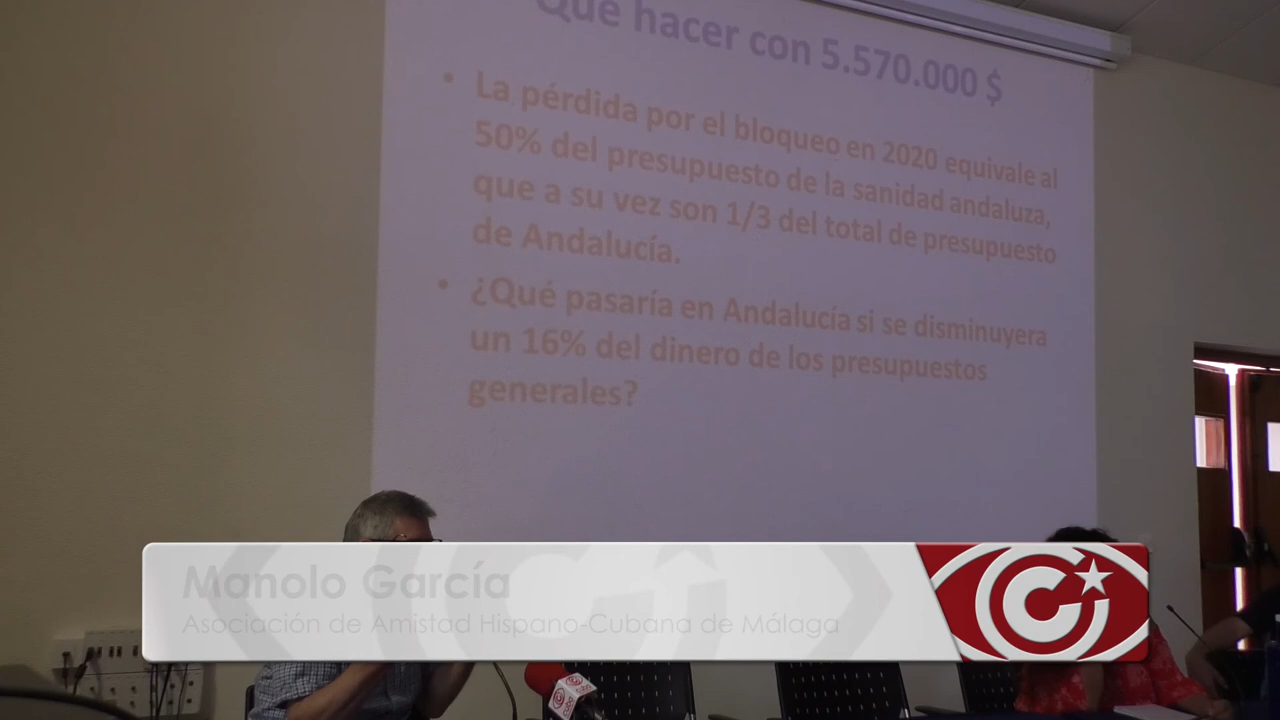 Qué hacer con 5.570.000 $
• La pérdida por el bloqueo en 2020 equivale al
50% del presupuesto de la sanidad andaluza,
que a su vez son 1/3 del total de presupuesto
de Andalucía.
• ¿Qué pasaría en Andalucía si se disminuyera
un 16% del dinero de los presupuestos
generales?
Manolo García
Asociación de Amistad Hispano-Cubana de Málaga